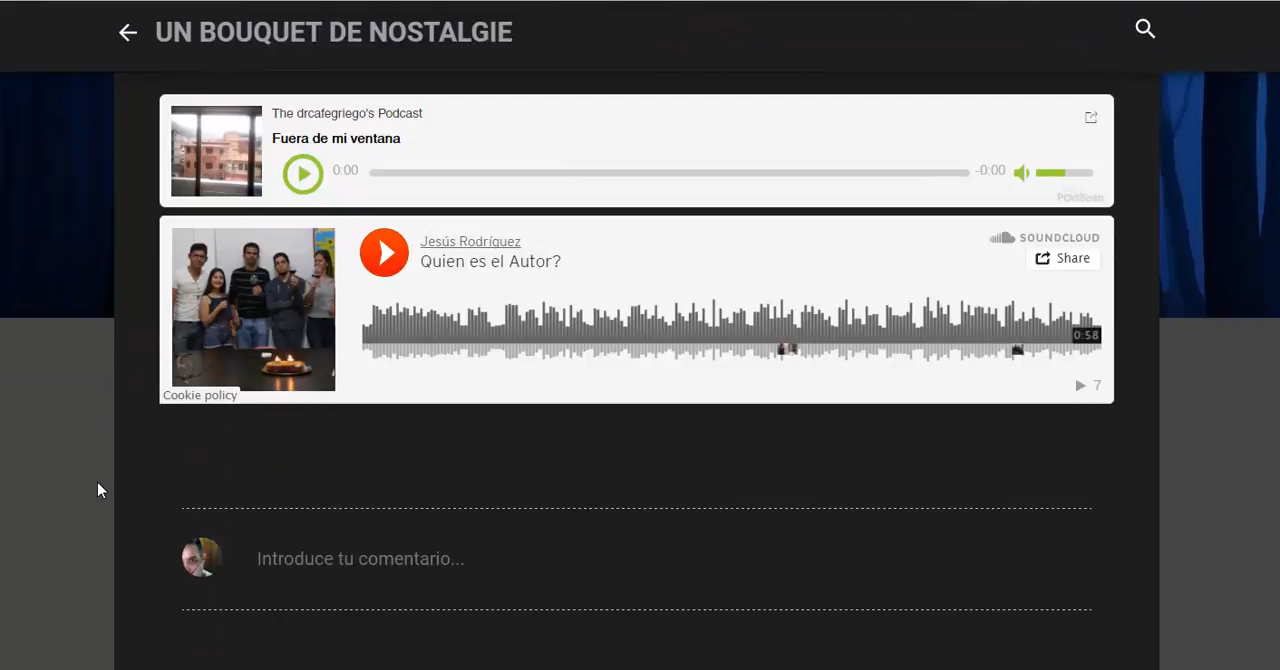 UN BOUQUET DE NOSTALGIE
The drcafegriego's Podcast
Fuera de mi ventana
0:00
-0:00
PodBean
Jesús Rodríguez
SOUNDCLOUD
Quien es el Autor?
Share
0:58
Cookie policy
7
Introduce tu comentario...